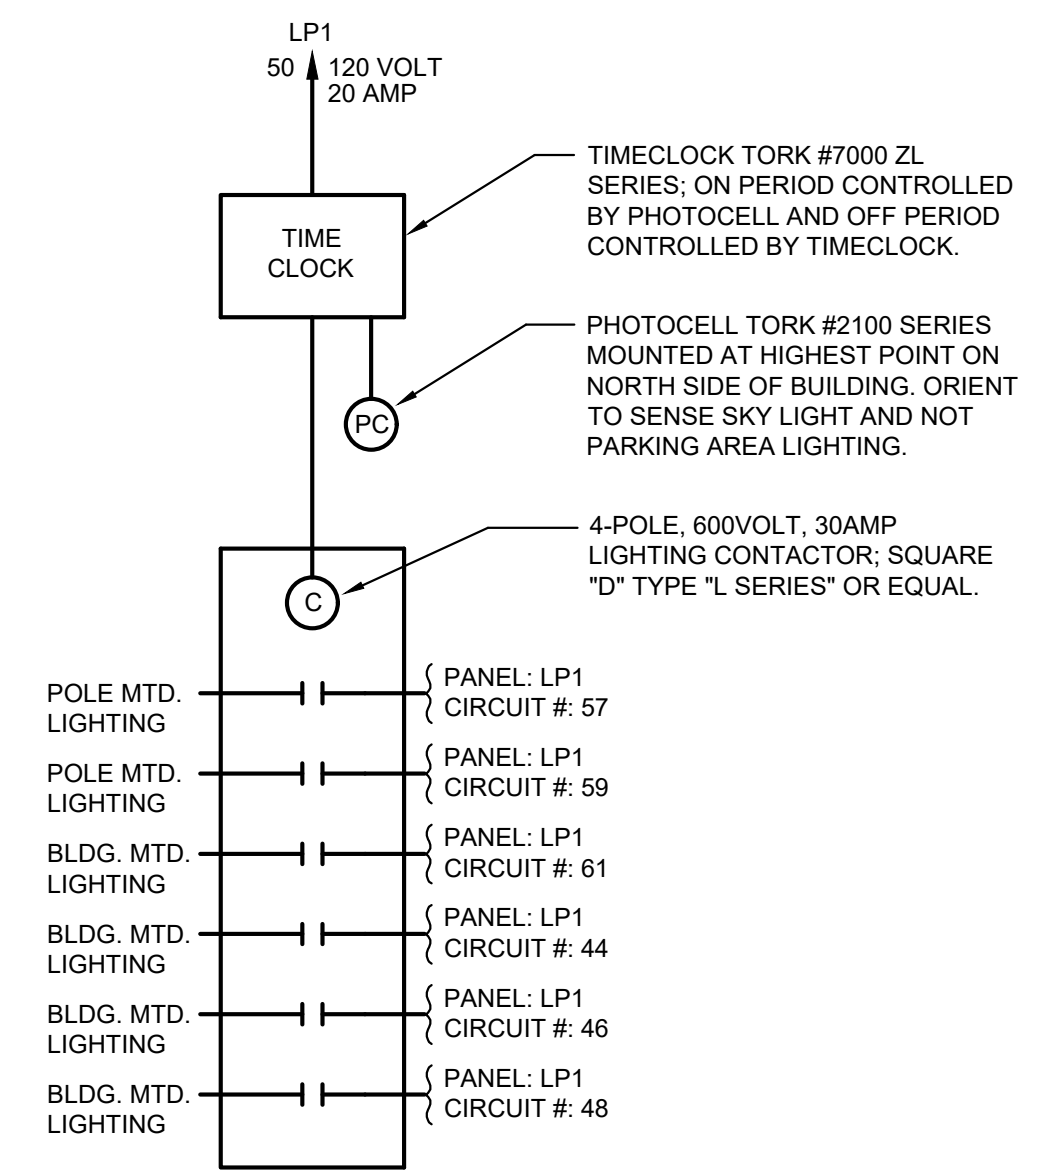 LP1
50
120 VOLT
20 AMP
TIMECLOCK TORK #7000 ZL
SERIES; ON PERIOD CONTROLLED
BY PHOTOCELL AND OFF PERIOD
CONTROLLED BY TIMECLOCK.
TIME
CLOCK
PHOTOCELL TORK #2100 SERIES
MOUNTED AT HIGHEST POINT ON
NORTH SIDE OF BUILDING. ORIENT
TO SENSE SKY LIGHT AND NOT
PARKING AREA LIGHTING.
PC
4-POLE, 600VOLT, 30AMP
LIGHTING CONTACTOR; SQUARE
"D" TYPE "L SERIES" OR EQUAL.
C
POLE MTD.
LIGHTING
PANEL: LP1
CIRCUIT #: 57
POLE MTD.
LIGHTING
PANEL: LP1
CIRCUIT #: 59
BLDG. MTD.
LIGHTING
PANEL: LP1
CIRCUIT #: 61
BLDG. MTD.
LIGHTING
PANEL: LP1
CIRCUIT #: 44
BLDG. MTD.
LIGHTING
PANEL: LP1
CIRCUIT #: 46
BLDG. MTD.
LIGHTING
PANEL: LP1
CIRCUIT #: 48